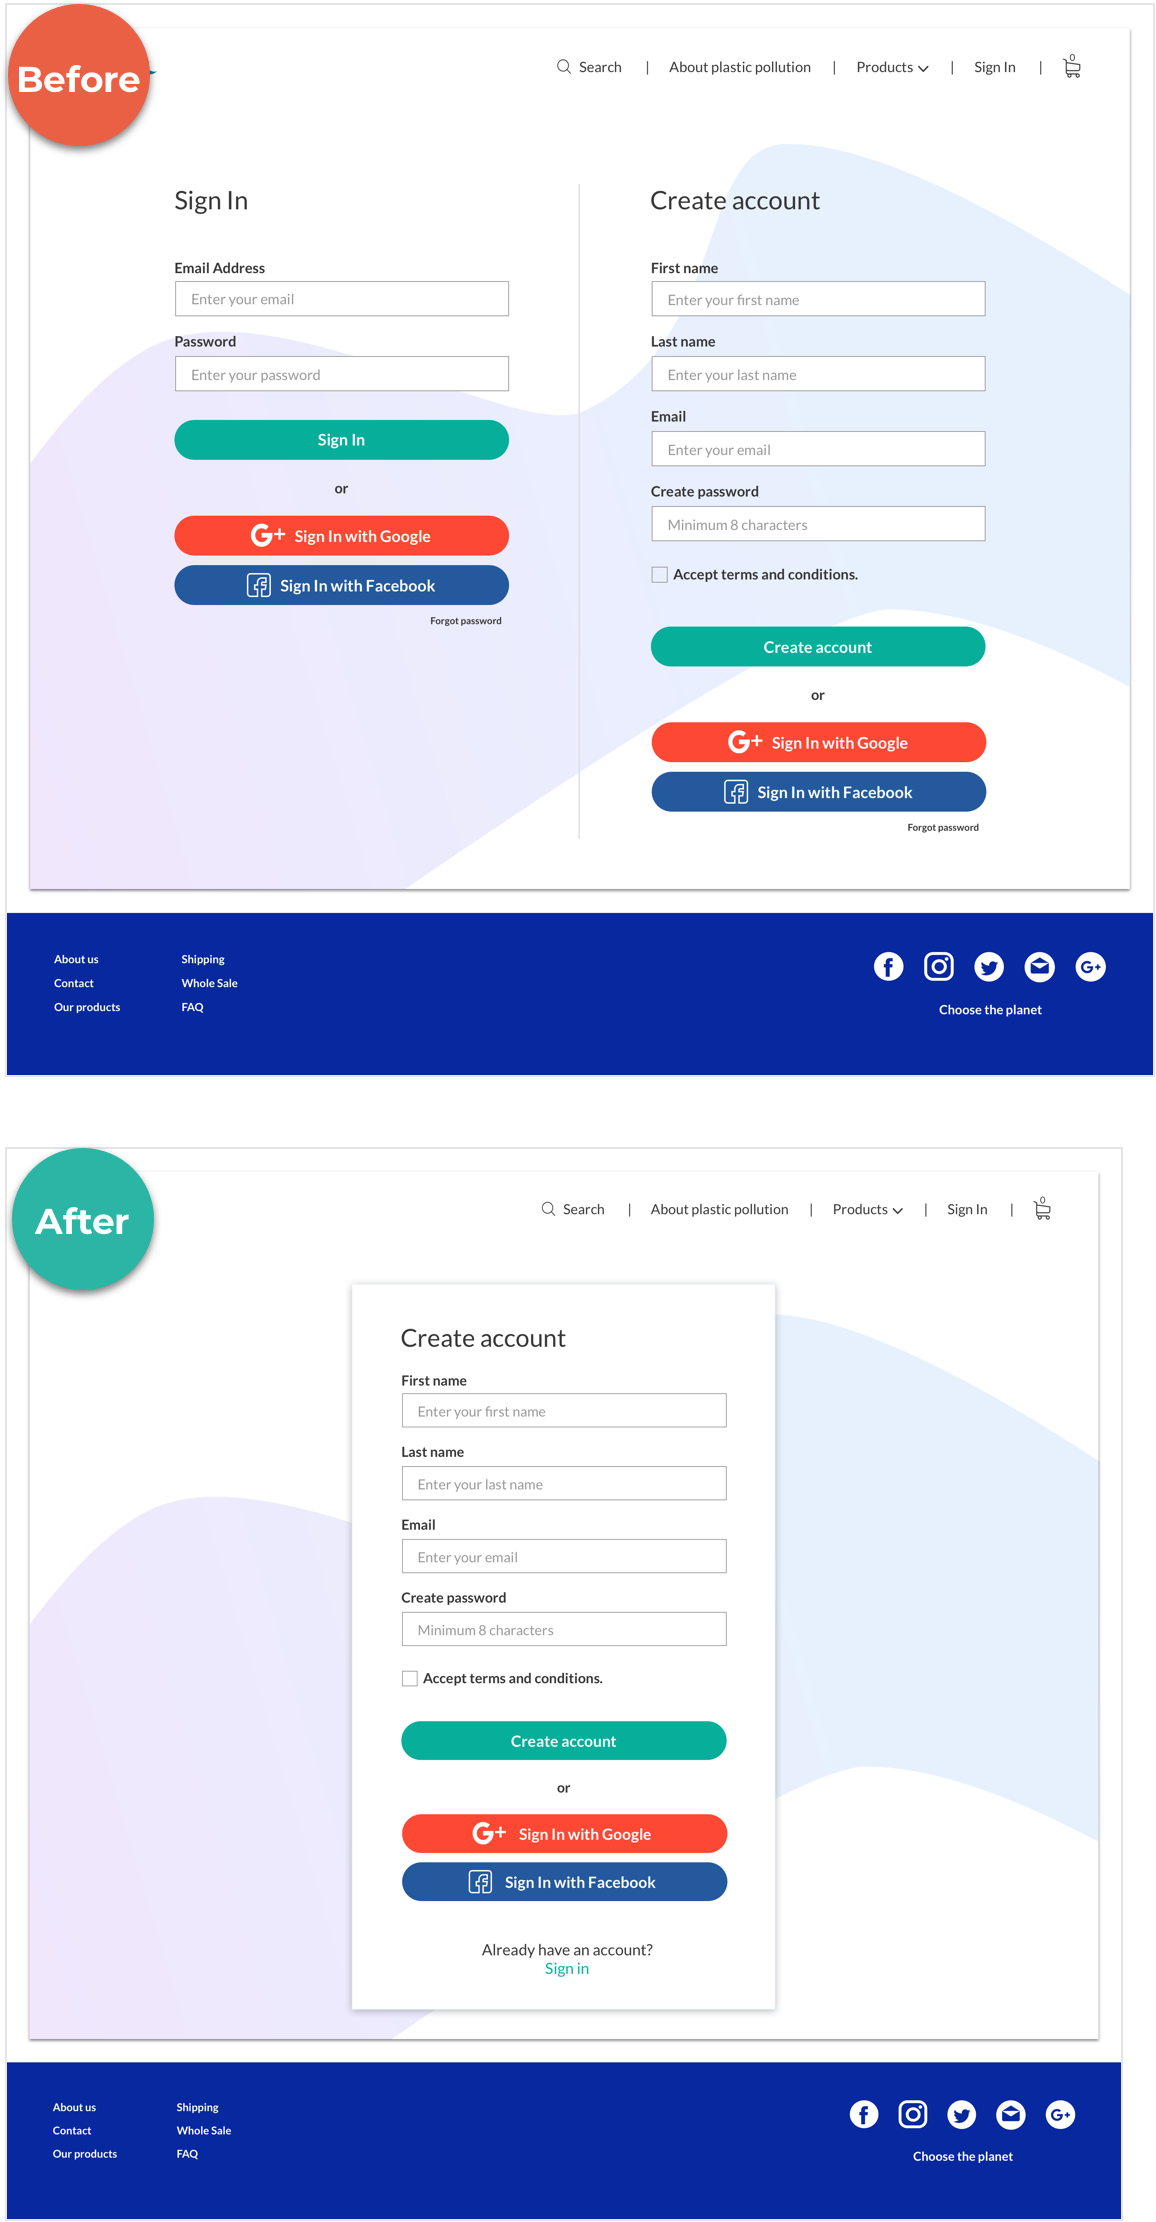 Before
0
Search | About plastic pollution | Products | Sign In |
Sign In
Email Address
Enter your email
Password
Enter your password
Sign In
or
G+ Sign In with Google
Sign In with Facebook
Forgot password
Create account
First name
Enter your first name
Last name
Enter your last name
Email
Enter your email
Create password
Minimum 8 characters
Accept terms and conditions.
Create account
or
G+ Sign In with Google
Sign In with Facebook
Forgot password
About us
Contact
Our products
Shipping
Whole Sale
FAQ
G+
Choose the planet
After
0
Search | About plastic pollution | Products | Sign In |
Create account
First name
Enter your first name
Last name
Enter your last name
Email
Enter your email
Create password
Minimum 8 characters
Accept terms and conditions.
Create account
or
G+ Sign In with Google
Sign In with Facebook
Already have an account?
Sign in
About us
Contact
Our products
Shipping
Whole Sale
FAQ
G+
Choose the planet